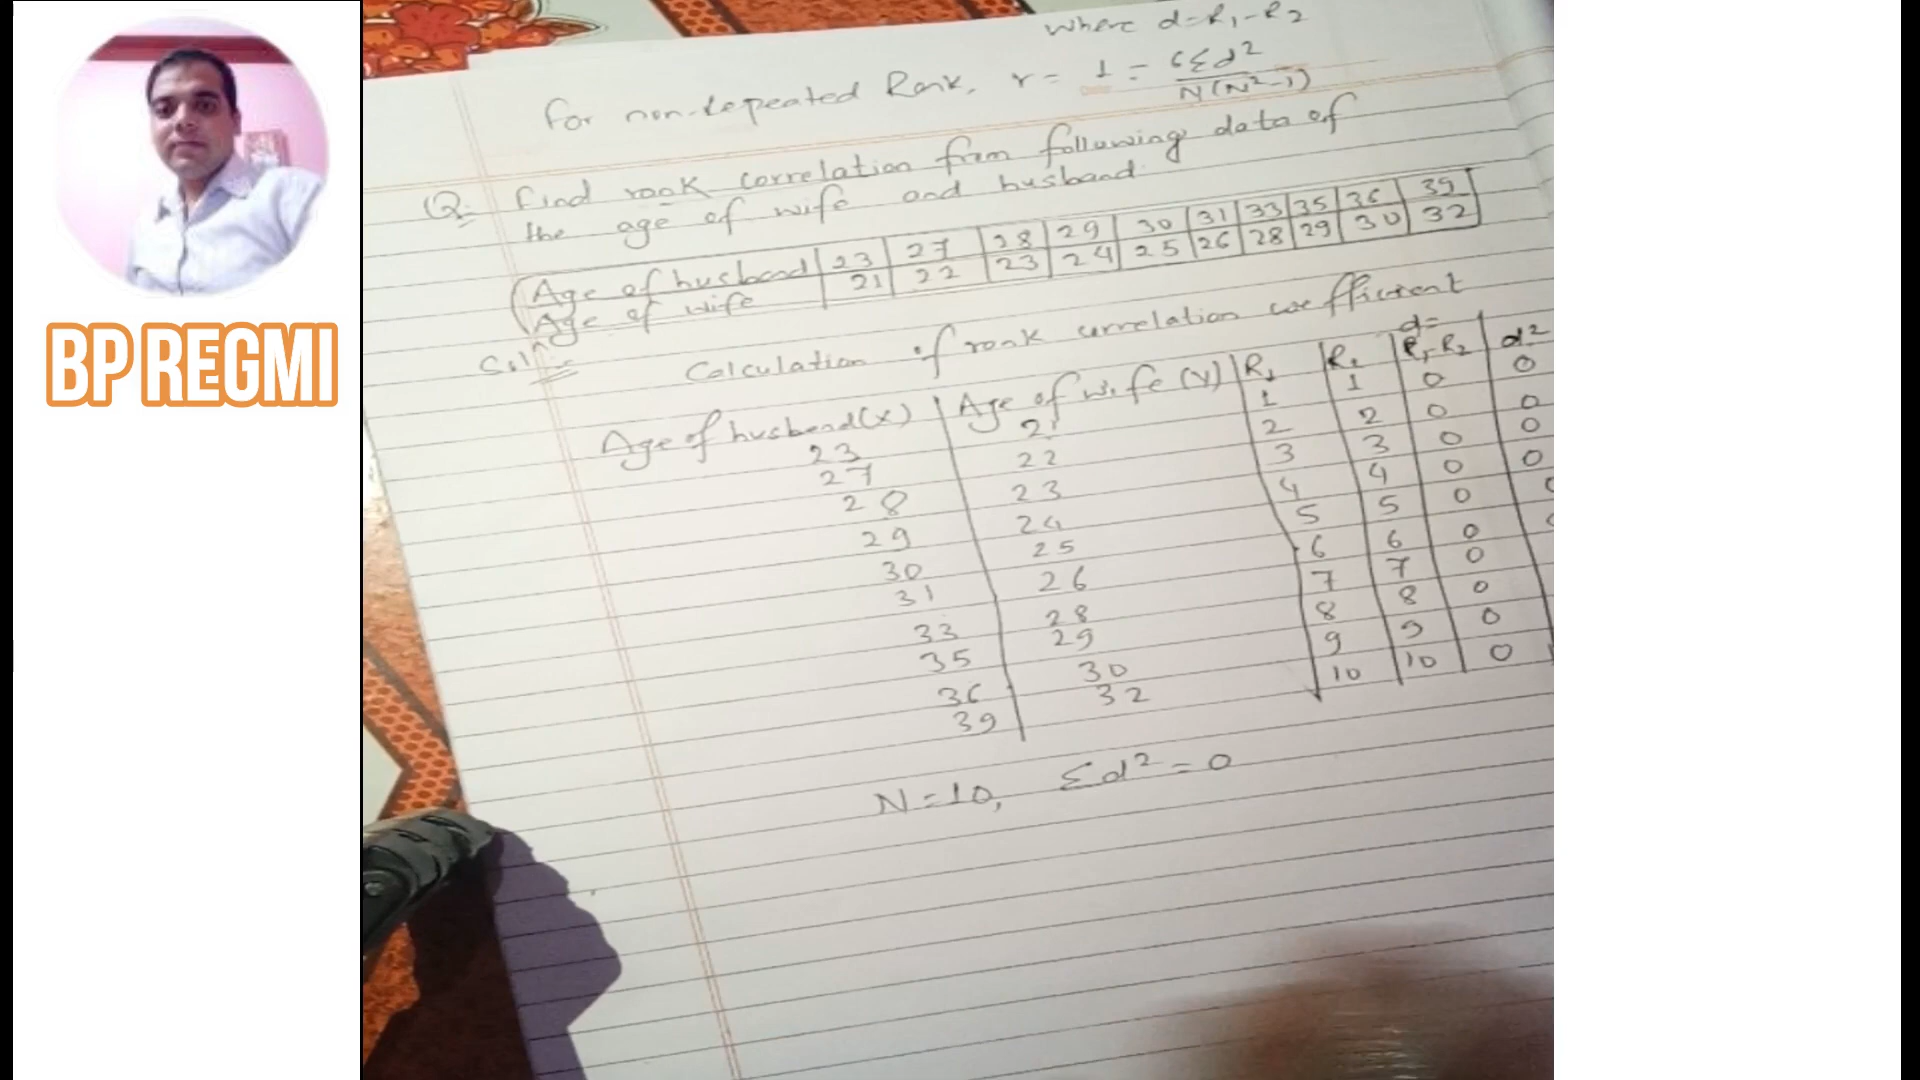 BP REGMI
where d=R1-R2
for non-repeated Rank, r = 1 - 6Σd²/N(N²-1)
Q. Find rank correlation from following data of
the age of wife and husband.
Age of husband 23 27 28 29 30 31 33 35 36 39
Age of wife 21 22 23 24 25 26 28 29 30 32
Soln
Calculation of rank correlation coefficient
Age of husband(X) Age of wife (Y) R1 R2 d=R1-R2 d²
23 21 1 1 0 0
27 22 2 2 0 0
28 23 3 3 0 0
29 24 4 4 0 0
30 25 5 5 0
31 26 6 6 0
33 28 7 7 0
35 29 8 8 0
36 30 9 9 0
39 32 10 10 0
N=10, Σd²=0